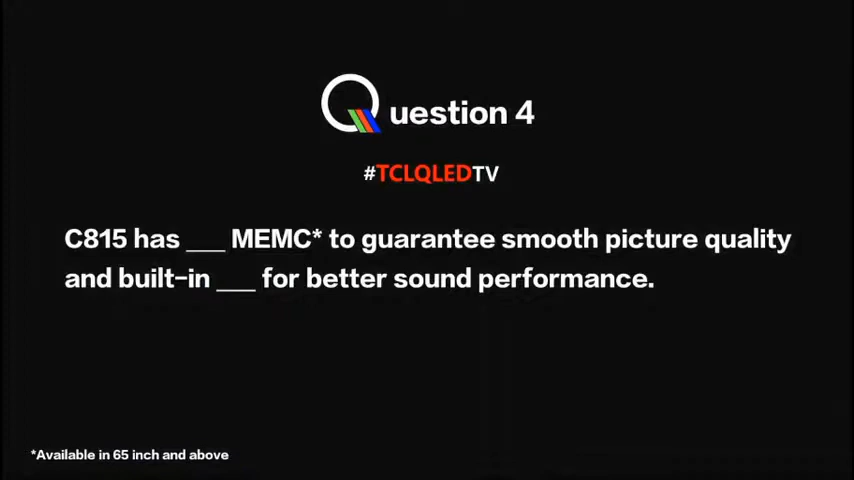 Question 4
#TCLQLEDTV
C815 has ___ MEMC* to guarantee smooth picture quality
and built-in ___ for better sound performance.
*Available in 65 inch and above